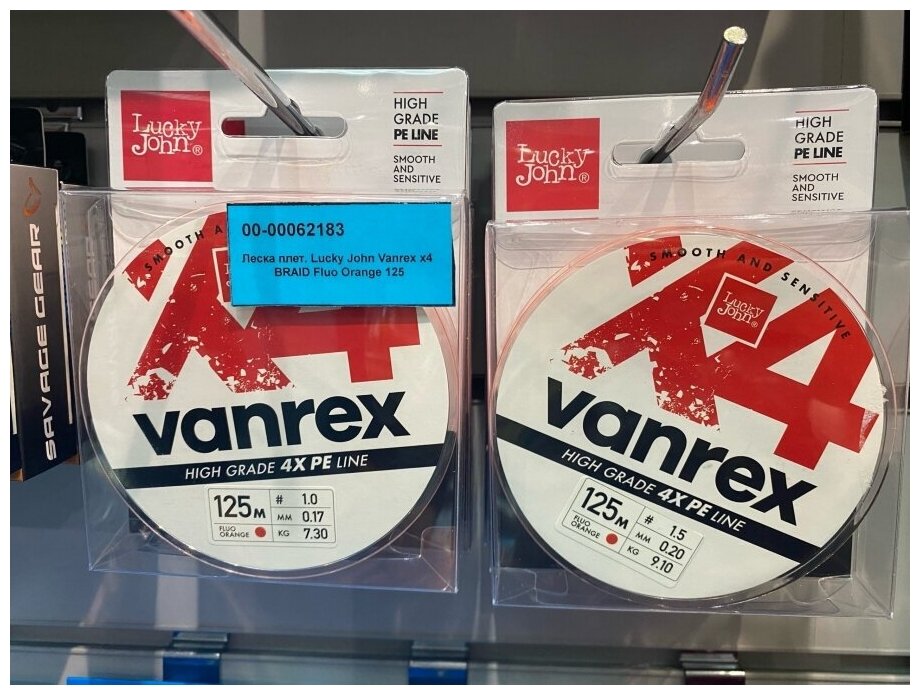 Lucky
John®
HIGH
GRADE
PE LINE
SMOOTH
AND
SENSITIVE
00-00062183
Леска плет. Lucky John Vanrex x4
BRAID Fluo Orange 125
SMOOTH A
X4
vanrex
HIGH GRADE 4X PE LINE
125м
FLUO
ORANGE
# 1.0
MM 0.17
KG 7.30
Lucky
John®
HIGH
GRADE
PE LINE
SMOOTH
AND
SENSITIVE
SMOOTH AND SENSITIVE
Lucky
John®
X4
vanrex
HIGH GRADE 4X PE LINE
125м
FLUO
ORANGE
# 1.5
MM 0.20
KG 9.10
SAVAGE GEAR